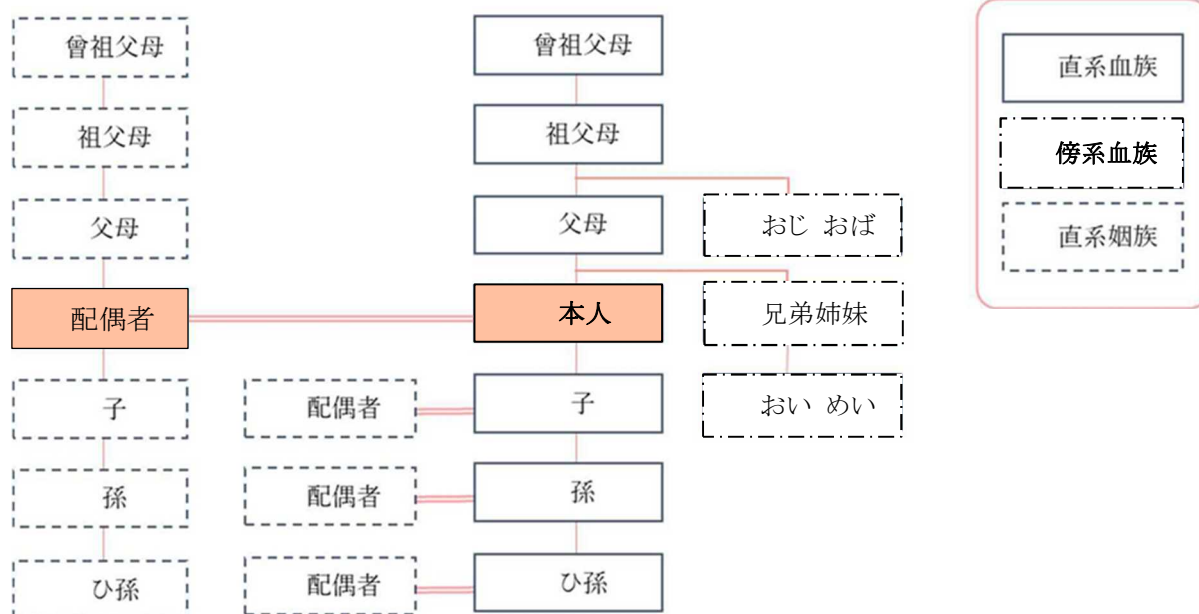 曾祖父母
曾祖父母
直系血族
祖父母
祖父母
傍系血族
父母
父母
おじ おば
直系姻族
配偶者
本人
兄弟姉妹
子
配偶者
子
おい めい
孫
配偶者
孫
ひ孫
配偶者
ひ孫